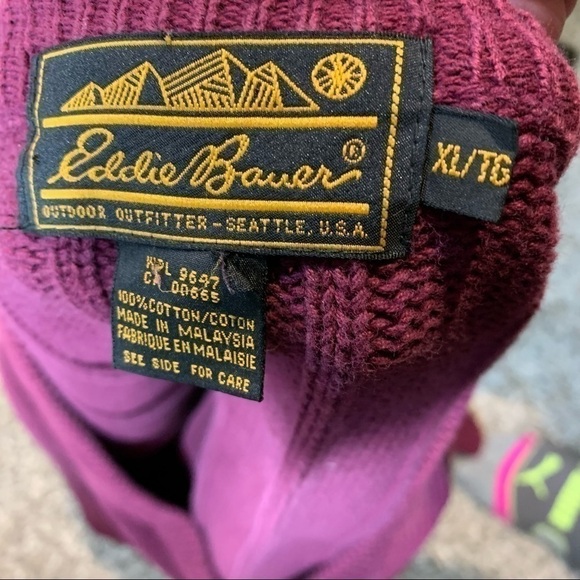 Eddie Bauer®
OUTDOOR OUTFITTER – SEATTLE, U.S.A.
XL/TG
WPL 9647
CA 00665
100% COTTON/COTON
MADE IN MALAYSIA
FABRIQUE EN MALAISIE
SEE SIDE FOR CARE